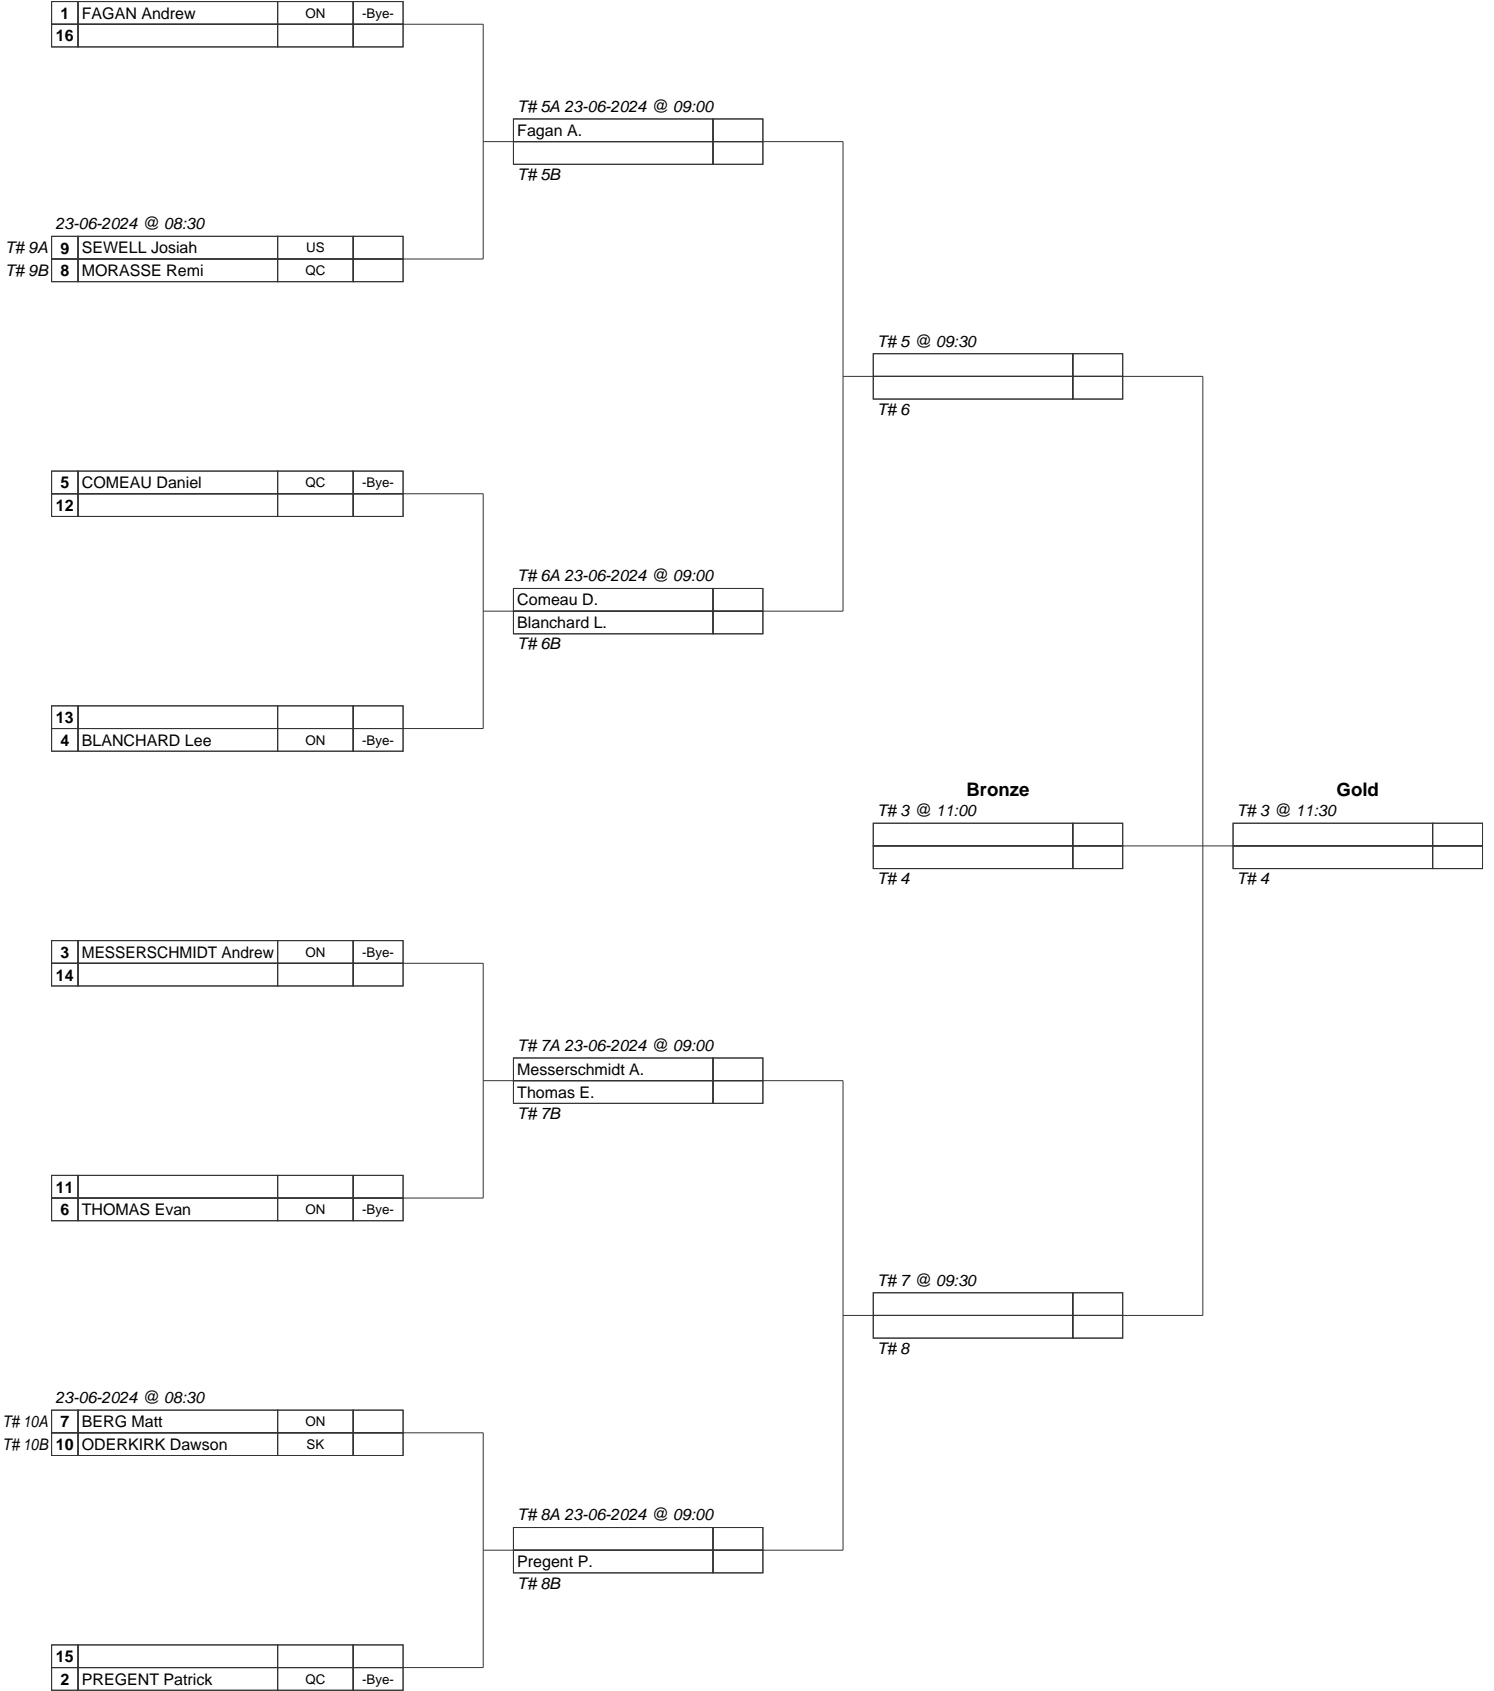 1 FAGAN Andrew ON -Bye-
16
T# 5A 23-06-2024 @ 09:00
Fagan A.
T# 5B
23-06-2024 @ 08:30
T# 9A 9 SEWELL Josiah US
T# 9B 8 MORASSE Remi QC
T# 5 @ 09:30
T# 6
5 COMEAU Daniel QC -Bye-
12
T# 6A 23-06-2024 @ 09:00
Comeau D.
Blanchard L.
T# 6B
13
4 BLANCHARD Lee ON -Bye-
Bronze Gold
T# 3 @ 11:00 T# 3 @ 11:30
T# 4 T# 4
3 MESSERSCHMIDT Andrew ON -Bye-
14
T# 7A 23-06-2024 @ 09:00
Messerschmidt A.
Thomas E.
T# 7B
11
6 THOMAS Evan ON -Bye-
T# 7 @ 09:30
T# 8
23-06-2024 @ 08:30
T# 10A 7 BERG Matt ON
T# 10B 10 ODERKIRK Dawson SK
T# 8A 23-06-2024 @ 09:00
Pregent P.
T# 8B
15
2 PREGENT Patrick QC -Bye-